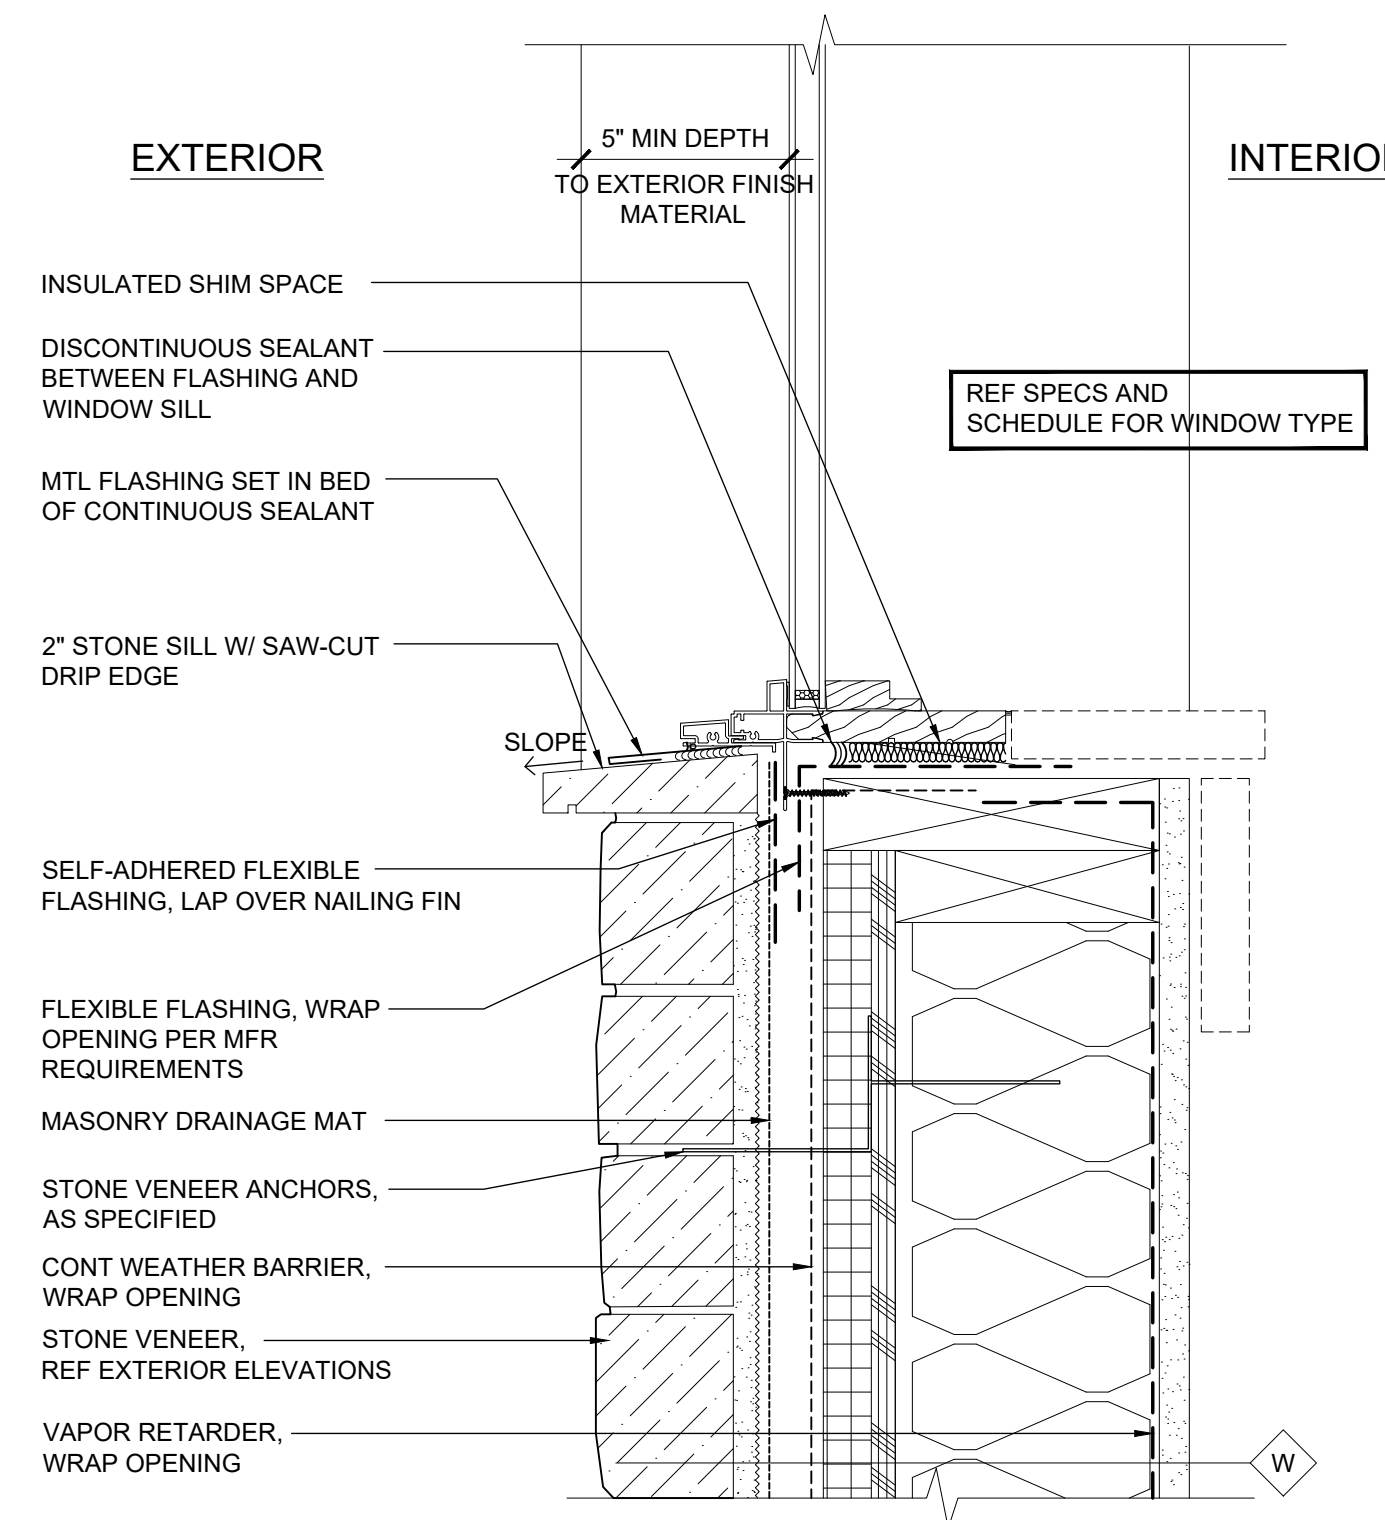 EXTERIOR
5" MIN DEPTH
TO EXTERIOR FINISH
MATERIAL
INTERIOR
INSULATED SHIM SPACE
DISCONTINUOUS SEALANT
BETWEEN FLASHING AND
WINDOW SILL
REF SPECS AND
SCHEDULE FOR WINDOW TYPE
MTL FLASHING SET IN BED
OF CONTINUOUS SEALANT
2" STONE SILL W/ SAW-CUT
DRIP EDGE
SLOPE
SELF-ADHERED FLEXIBLE
FLASHING, LAP OVER NAILING FIN
FLEXIBLE FLASHING, WRAP
OPENING PER MFR
REQUIREMENTS
MASONRY DRAINAGE MAT
STONE VENEER ANCHORS,
AS SPECIFIED
CONT WEATHER BARRIER,
WRAP OPENING
STONE VENEER,
REF EXTERIOR ELEVATIONS
VAPOR RETARDER,
WRAP OPENING
W